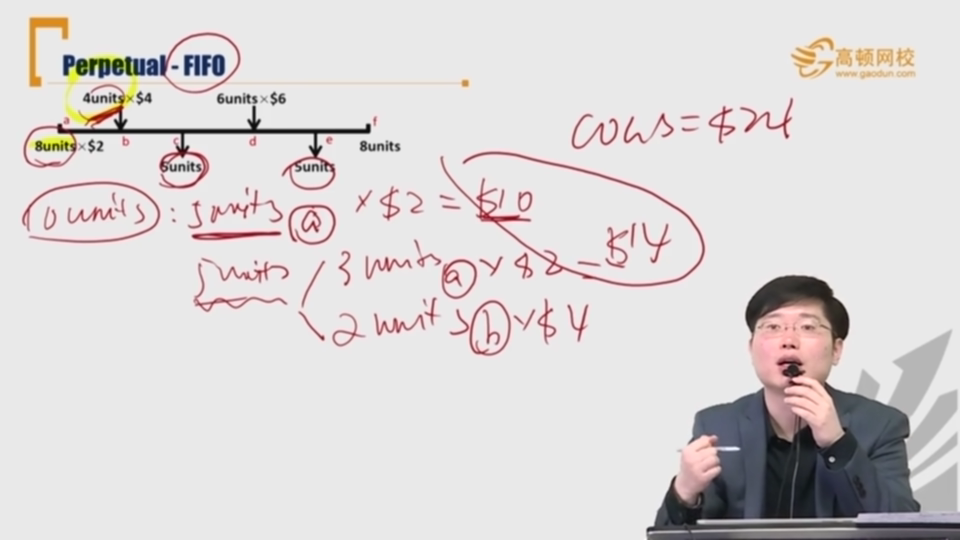 Perpetual - FIFO
高顿网校
www.gaodun.com
4units×$4
6units×$6
a
f
8units×$2
b
c
d
e
8units
5units
5units
COGS = $24
10 units : 5 units a × $2 = $10
5 units
3 units a × $2 = $14
2 units b × $4